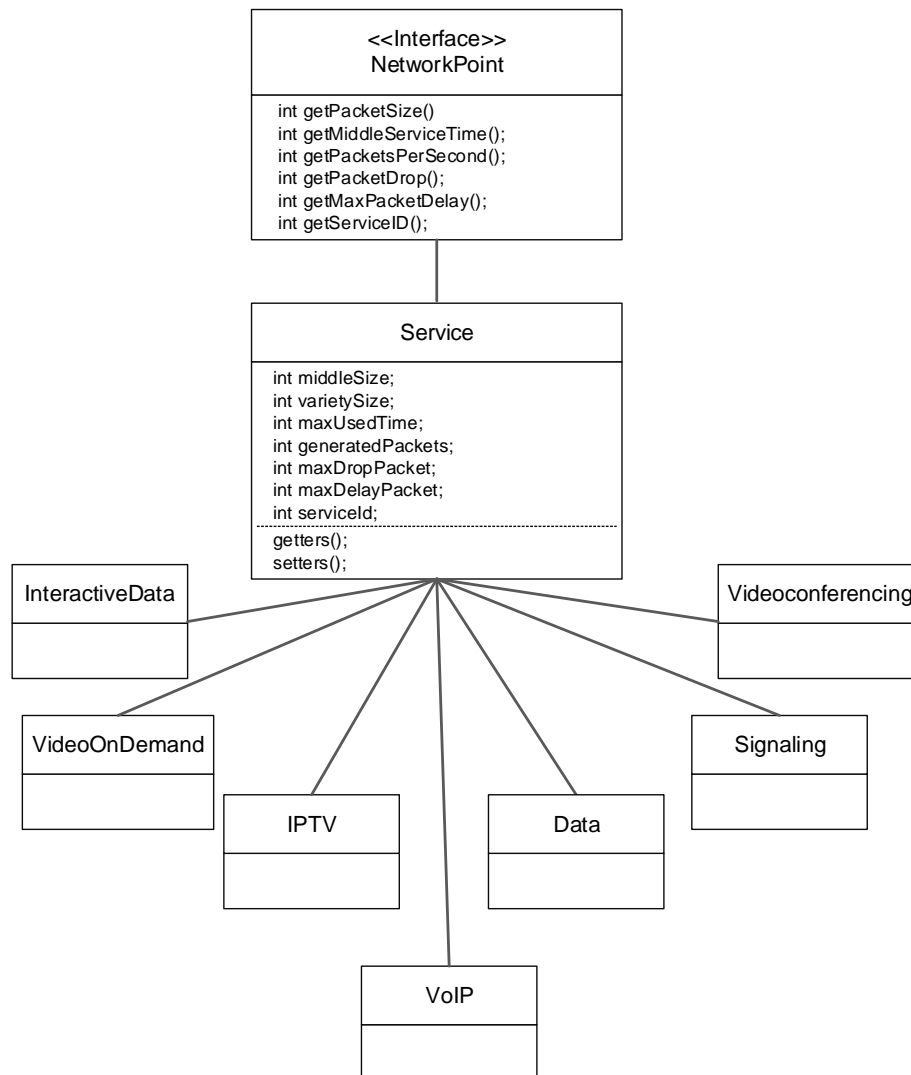 <<Interface>>
NetworkPoint
int getPacketSize()
int getMiddleServiceTime();
int getPacketsPerSecond();
int getPacketDrop();
int getMaxPacketDelay();
int getServiceID();
Service
int middleSize;
int varietySize;
int maxUsedTime;
int generatedPackets;
int maxDropPacket;
int maxDelayPacket;
int serviceId;
getters();
setters();
InteractiveData
Videoconferencing
VideoOnDemand
Signaling
IPTV
Data
VoIP